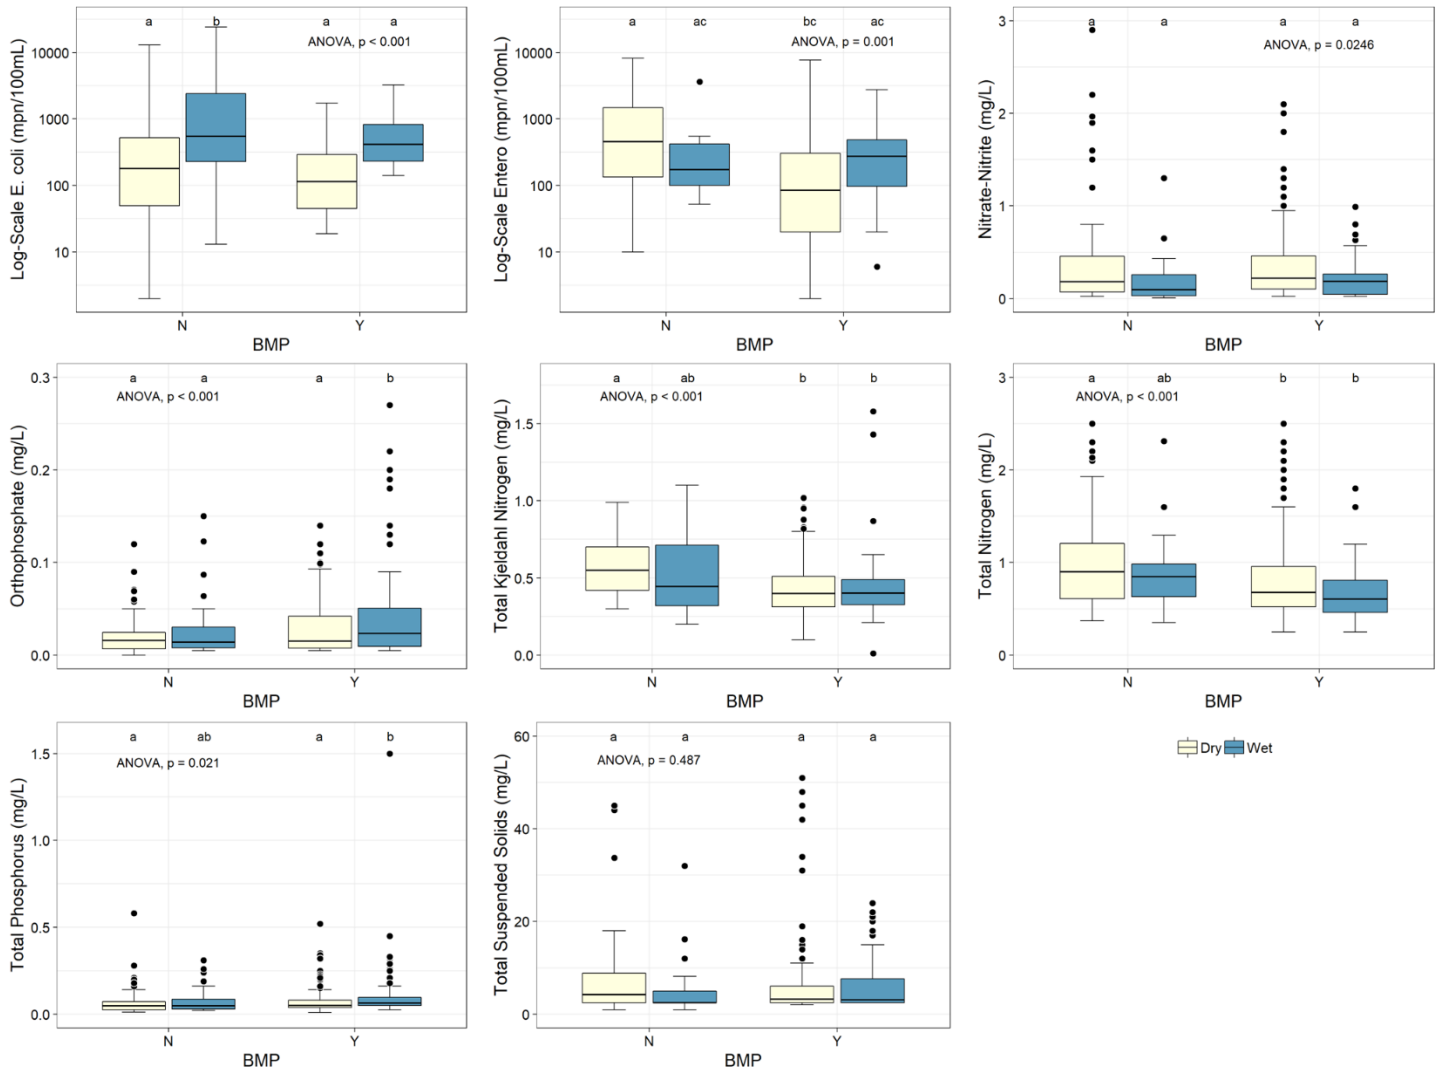 a b a a
ANOVA, p < 0.001
10000
1000
100
10
Log-Scale E. coli (mpn/100mL)
N Y
BMP
a ac bc ac
ANOVA, p = 0.001
10000
1000
100
10
Log-Scale Entero (mpn/100mL)
N Y
BMP
a a a a
ANOVA, p = 0.0246
3
2
1
0
Nitrate-Nitrite (mg/L)
N Y
BMP
a a a b
ANOVA, p < 0.001
0.3
0.2
0.1
0.0
Orthophosphate (mg/L)
N Y
BMP
a ab b b
ANOVA, p < 0.001
1.5
1.0
0.5
0.0
Total Kjeldahl Nitrogen (mg/L)
N Y
BMP
a ab b b
ANOVA, p < 0.001
3
2
1
0
Total Nitrogen (mg/L)
N Y
BMP
a ab a b
ANOVA, p = 0.021
1.5
1.0
0.5
0.0
Total Phosphorus (mg/L)
N Y
BMP
a a a a
ANOVA, p = 0.487
60
40
20
0
Total Suspended Solids (mg/L)
N Y
BMP
Dry Wet